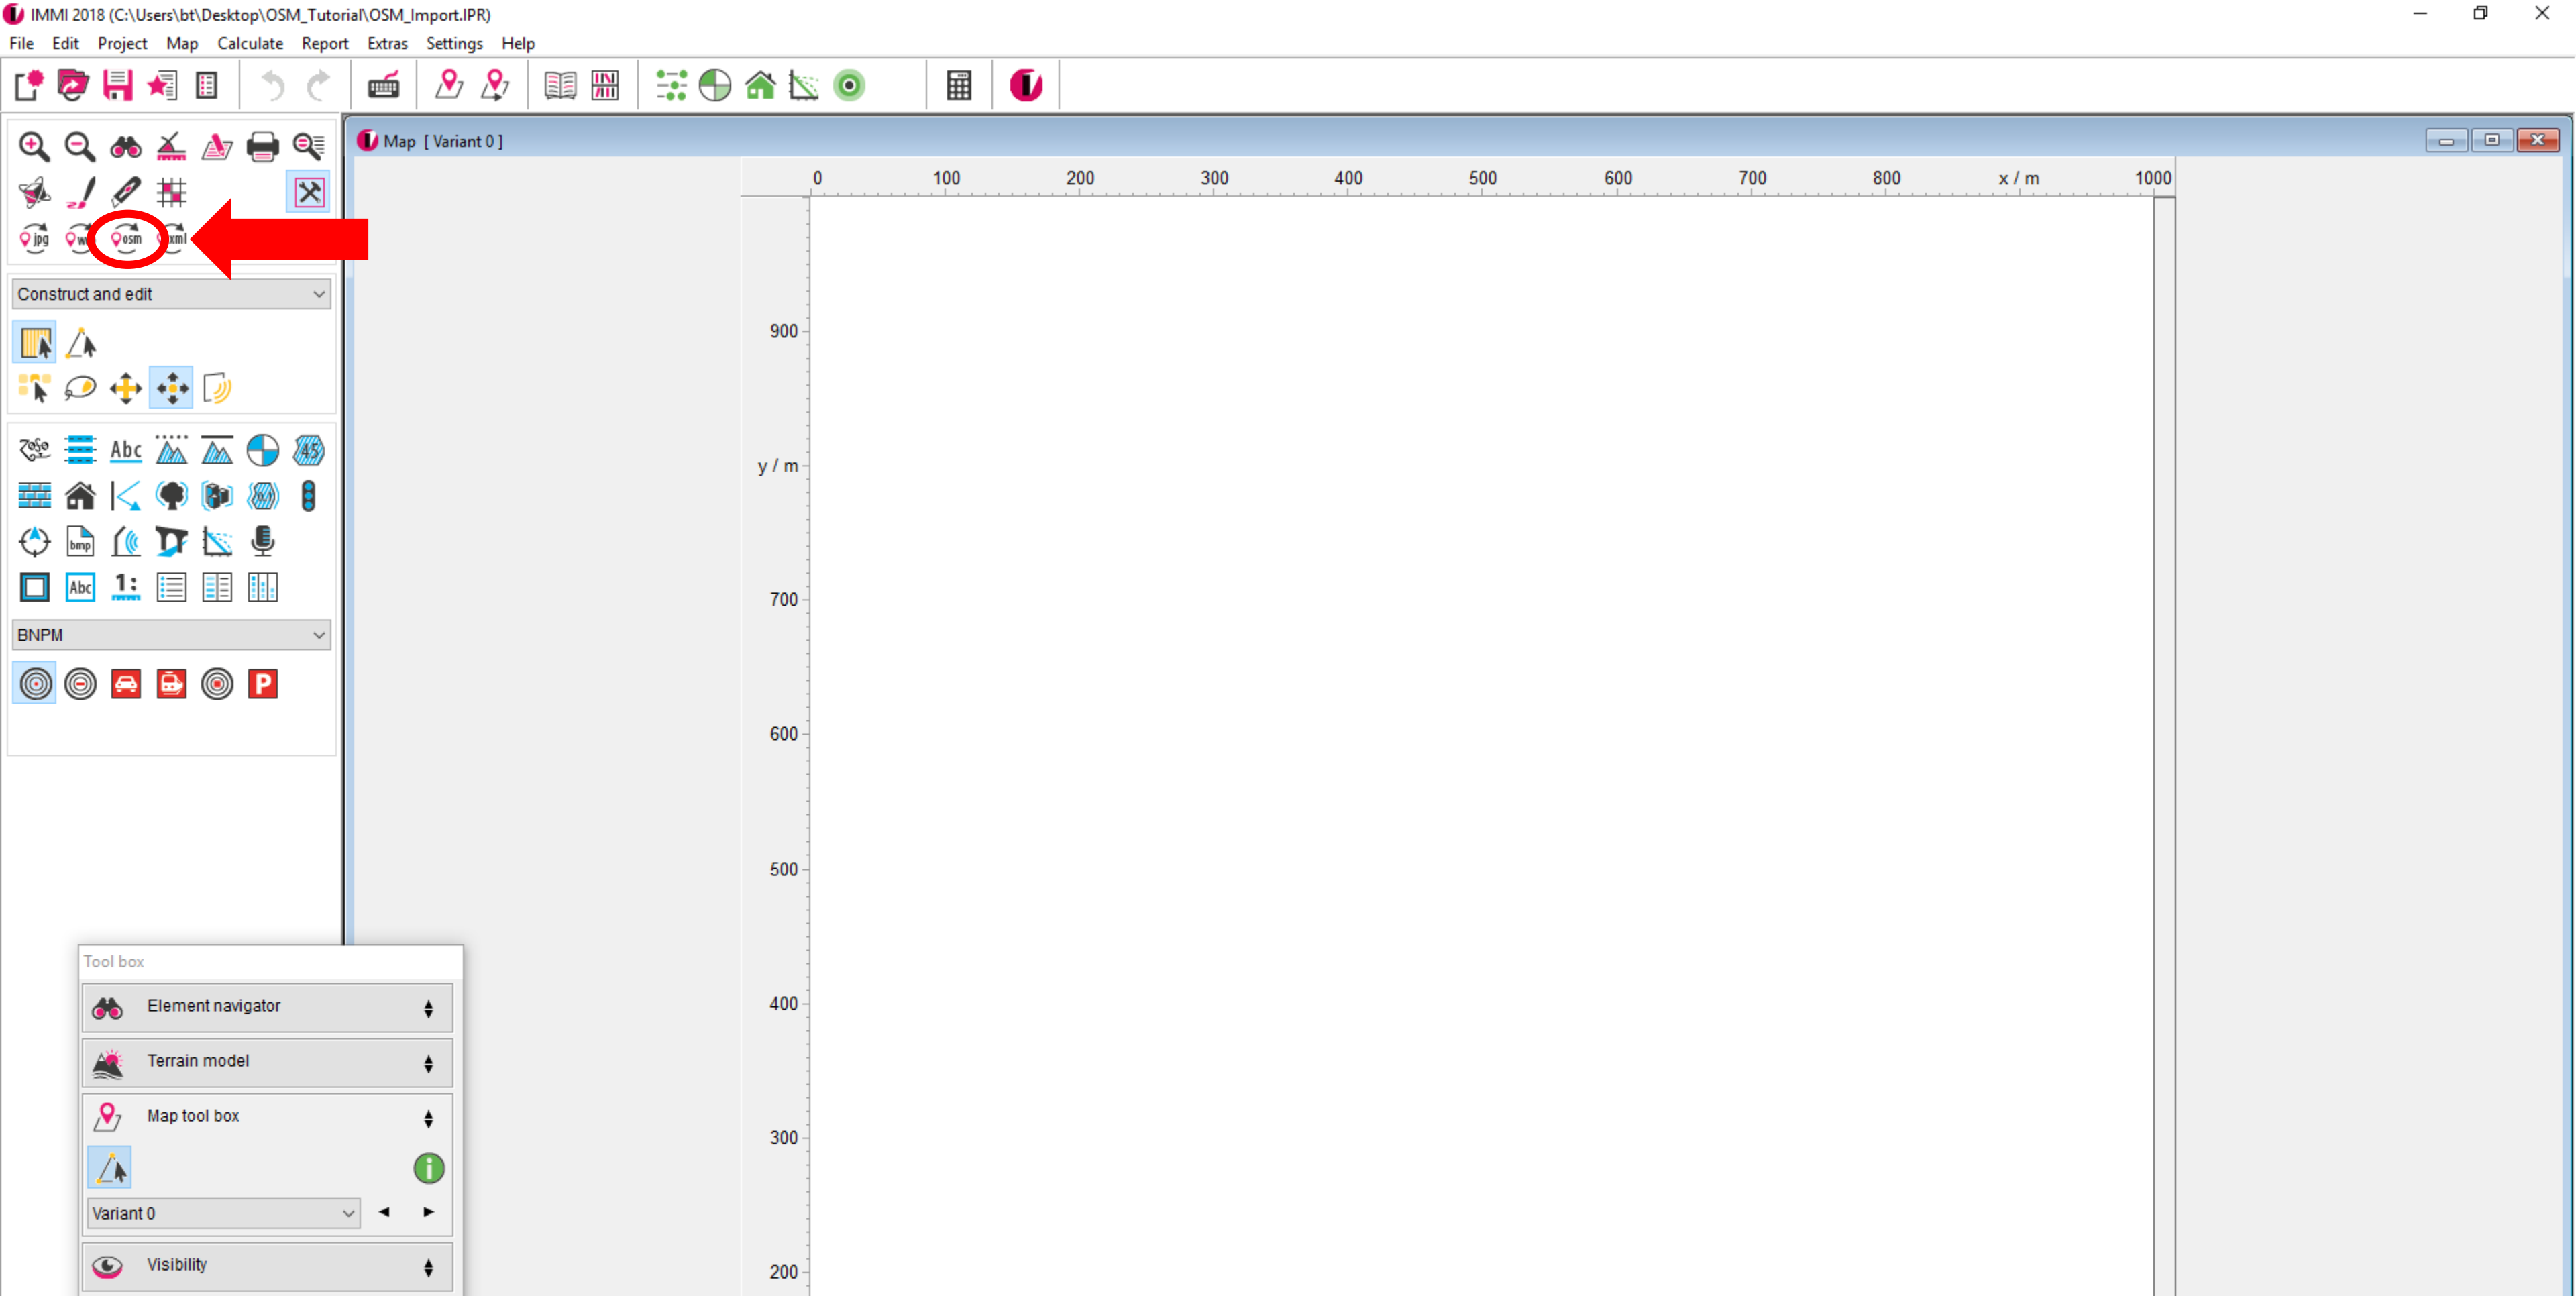 IMMI 2018 (C:\Users\bt\Desktop\OSM_Tutorial\OSM_Import.IPR)
File Edit Project Map Calculate Report Extras Settings Help
Map [ Variant 0 ]
0 100 200 300 400 500 600 700 800 x / m 1000
jpg osm xml
Construct and edit
900
Abc 45
y / m
bmp
700
Abc 1:
BNPM
P
600
500
Tool box
Element navigator
400
Terrain model
Map tool box
300
Variant 0
Visibility
200